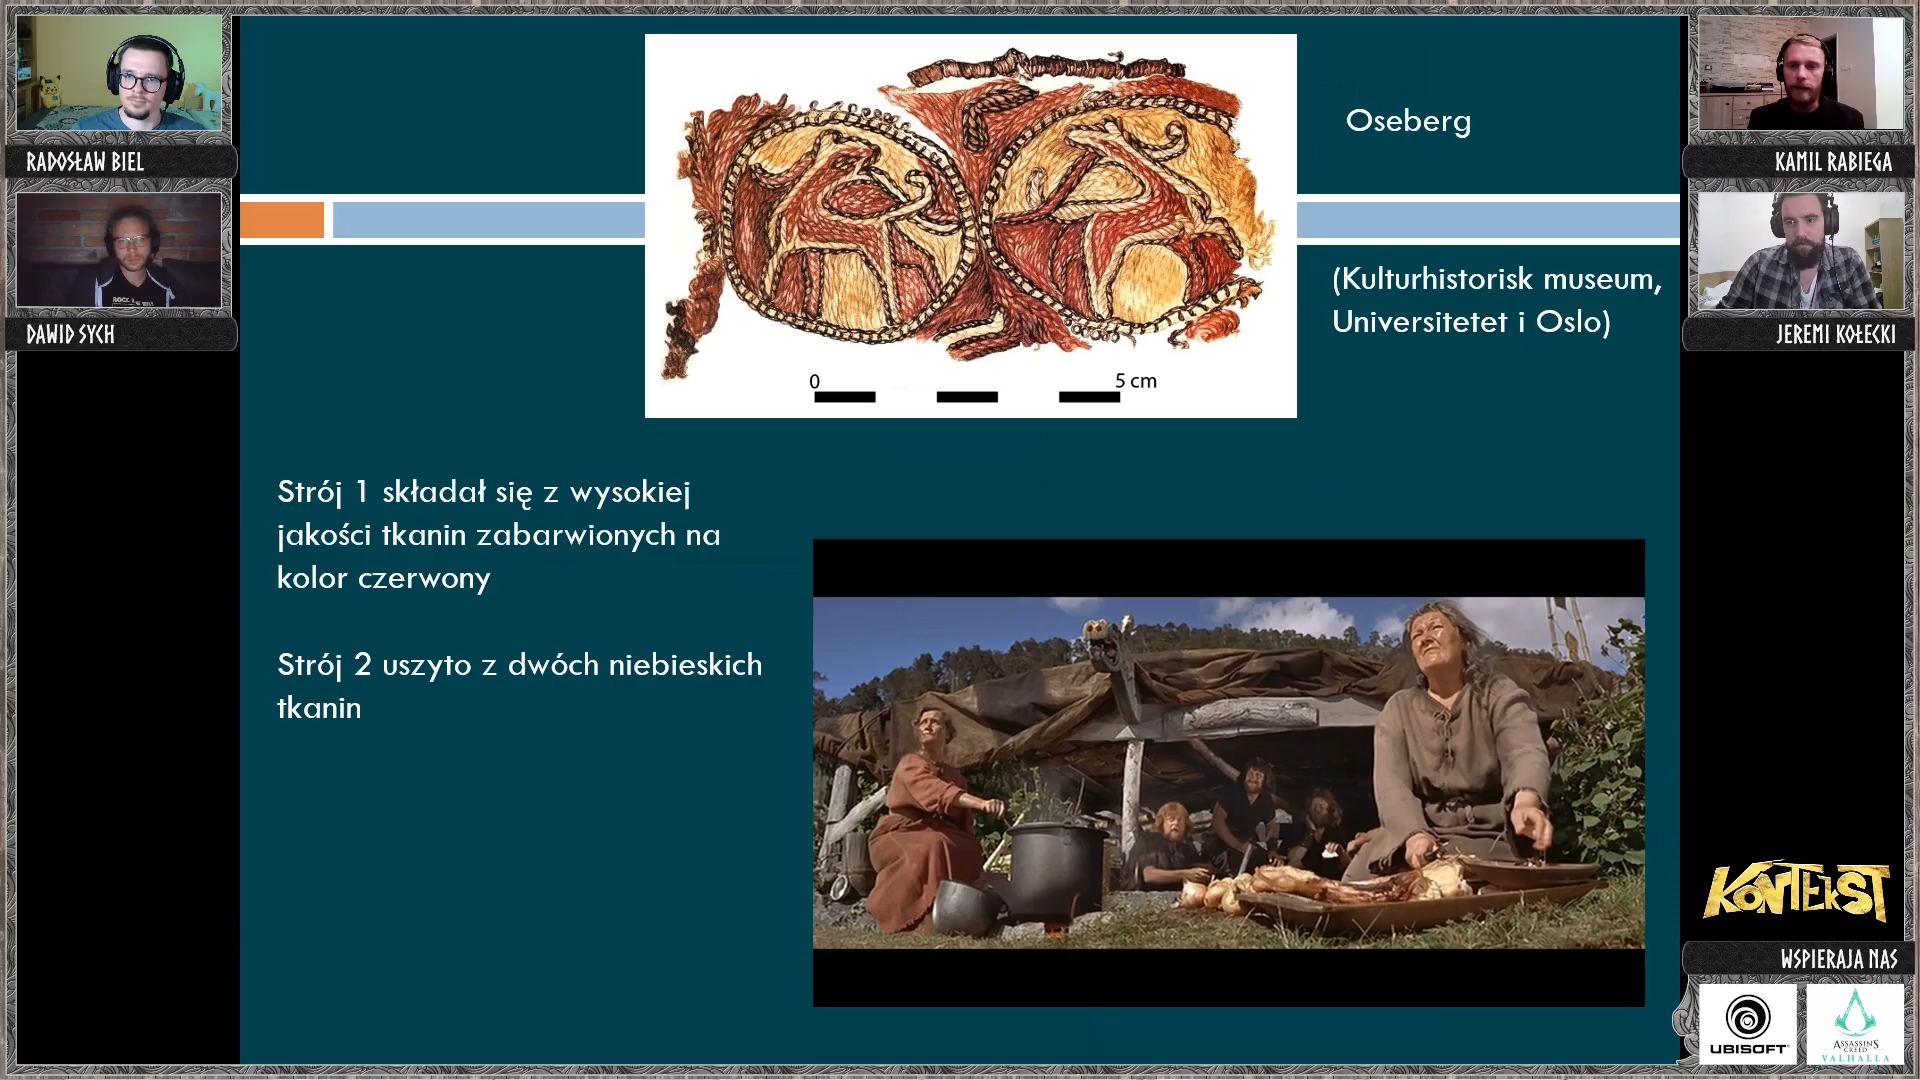 RADOSŁAW BIEL
DAWID SYCH
KAMIL RABIEGA
JEREMI KOŁECKI
Oseberg
(Kulturhistorisk museum,
Universitetet i Oslo)
0
5 cm
Strój 1 składał się z wysokiej
jakości tkanin zabarwionych na
kolor czerwony
Strój 2 uszyto z dwóch niebieskich
tkanin
KONTEKST
WSPIERAJA NAS
UBISOFT
ASSASSIN'S
CREED
VALHALLA